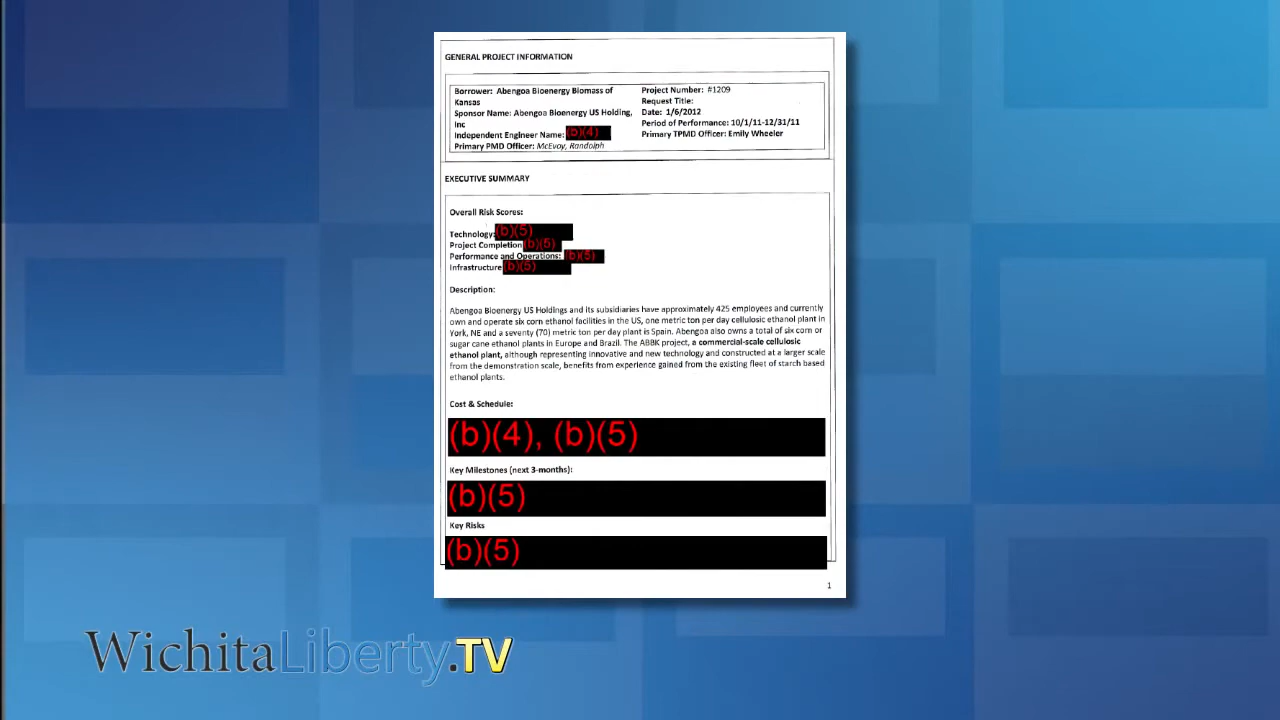 GENERAL PROJECT INFORMATION
Borrower: Abengoa Bioenergy Biomass of
Kansas
Sponsor Name: Abengoa Bioenergy US Holding,
Inc
Independent Engineer Name: (b)(4)
Primary PMD Officer: McEvoy, Randolph
Project Number: #1209
Request Title:
Date: 1/6/2012
Period of Performance: 10/1/11-12/31/11
Primary TPMD Officer: Emily Wheeler
EXECUTIVE SUMMARY
Overall Risk Scores:
Technology: (b)(5)
Project Completion (b)(5)
Performance and Operations: (b)(5)
Infrastructure (b)(5)
Description:
Abengoa Bioenergy US Holdings and its subsidiaries have approximately 425 employees and currently
own and operate six corn ethanol facilities in the US, one metric ton per day cellulosic ethanol plant in
York, NE and a seventy (70) metric ton per day plant is Spain. Abengoa also owns a total of six corn or
sugar cane ethanol plants in Europe and Brazil. The ABBK project, a commercial-scale cellulosic
ethanol plant, although representing innovative and new technology and constructed at a larger scale
from the demonstration scale, benefits from experience gained from the existing fleet of starch based
ethanol plants.
Cost & Schedule:
(b)(4), (b)(5)
Key Milestones (next 3-months):
(b)(5)
Key Risks
(b)(5)
1
WichitaLiberty.TV